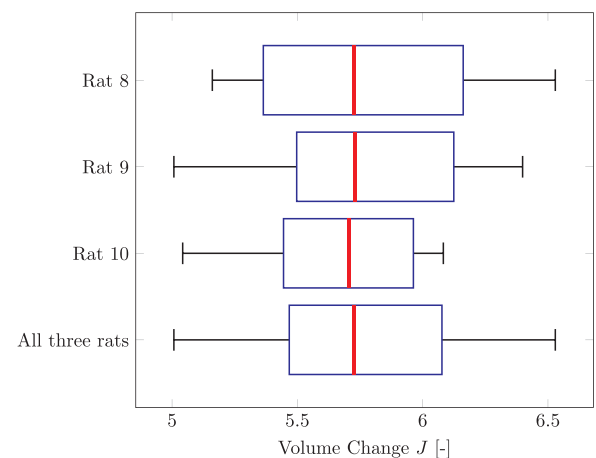 Rat 8
Rat 9
Rat 10
All three rats
5 5.5 6 6.5
Volume Change J [-]